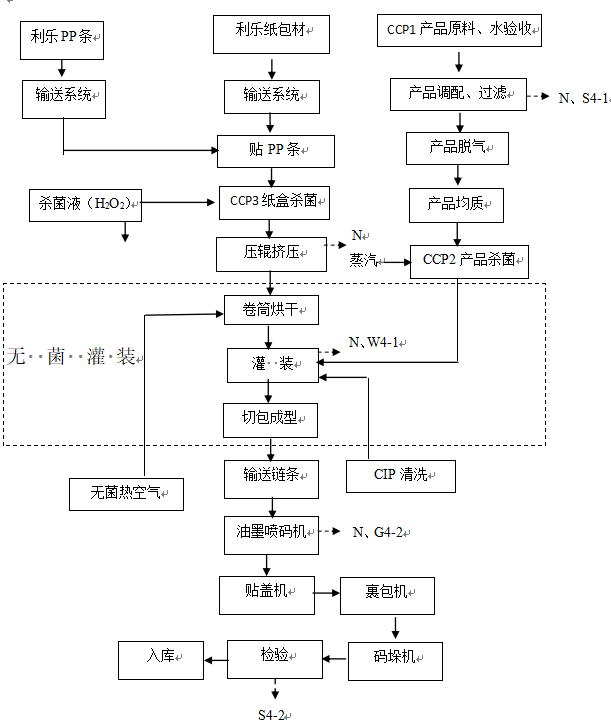 利乐PP条
利乐纸包材
CCP1 产品原料、水验收
输送系统
输送系统
产品调配、过滤
N、S4-1
贴 PP 条
产品脱气
杀菌液（H₂O₂）
CCP3 纸盒杀菌
产品均质
压辊挤压
N
蒸汽
CCP2 产品杀菌
卷筒烘干
无··菌··灌·装
灌··装
N、W4-1
切包成型
输送链条
CIP 清洗
无菌热空气
油墨喷码机
N、G4-2
贴盖机
裹包机
入库
检验
码垛机
S4-2